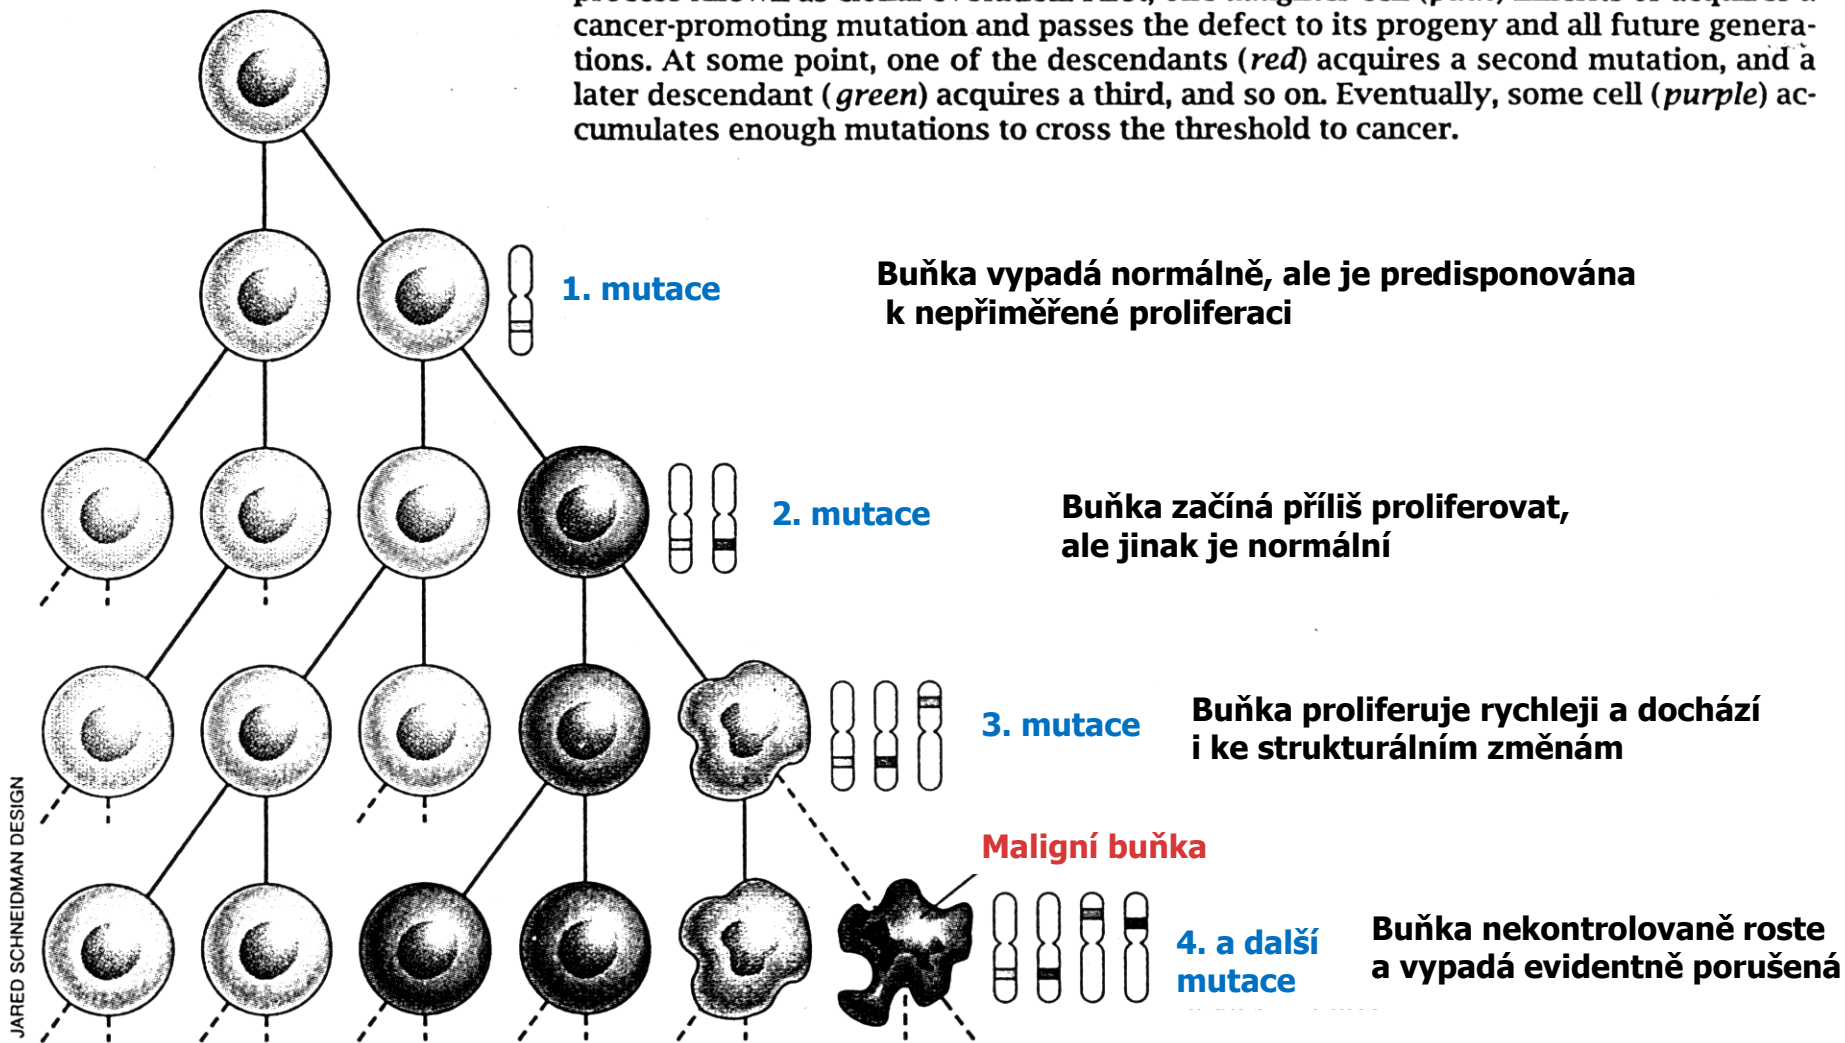 cancer-promoting mutation and passes the defect to its progeny and all future genera-
tions. At some point, one of the descendants (red) acquires a second mutation, and a
later descendant (green) acquires a third, and so on. Eventually, some cell (purple) ac-
cumulates enough mutations to cross the threshold to cancer.
1. mutace
Buňka vypadá normálně, ale je predisponována
k nepřiměřené proliferaci
2. mutace
Buňka začíná příliš proliferovat,
ale jinak je normální
3. mutace
Buňka proliferuje rychleji a dochází
i ke strukturálním změnám
Maligní buňka
4. a další
mutace
Buňka nekontrolovaně roste
a vypadá evidentně porušená
JARED SCHNEIDMAN DESIGN